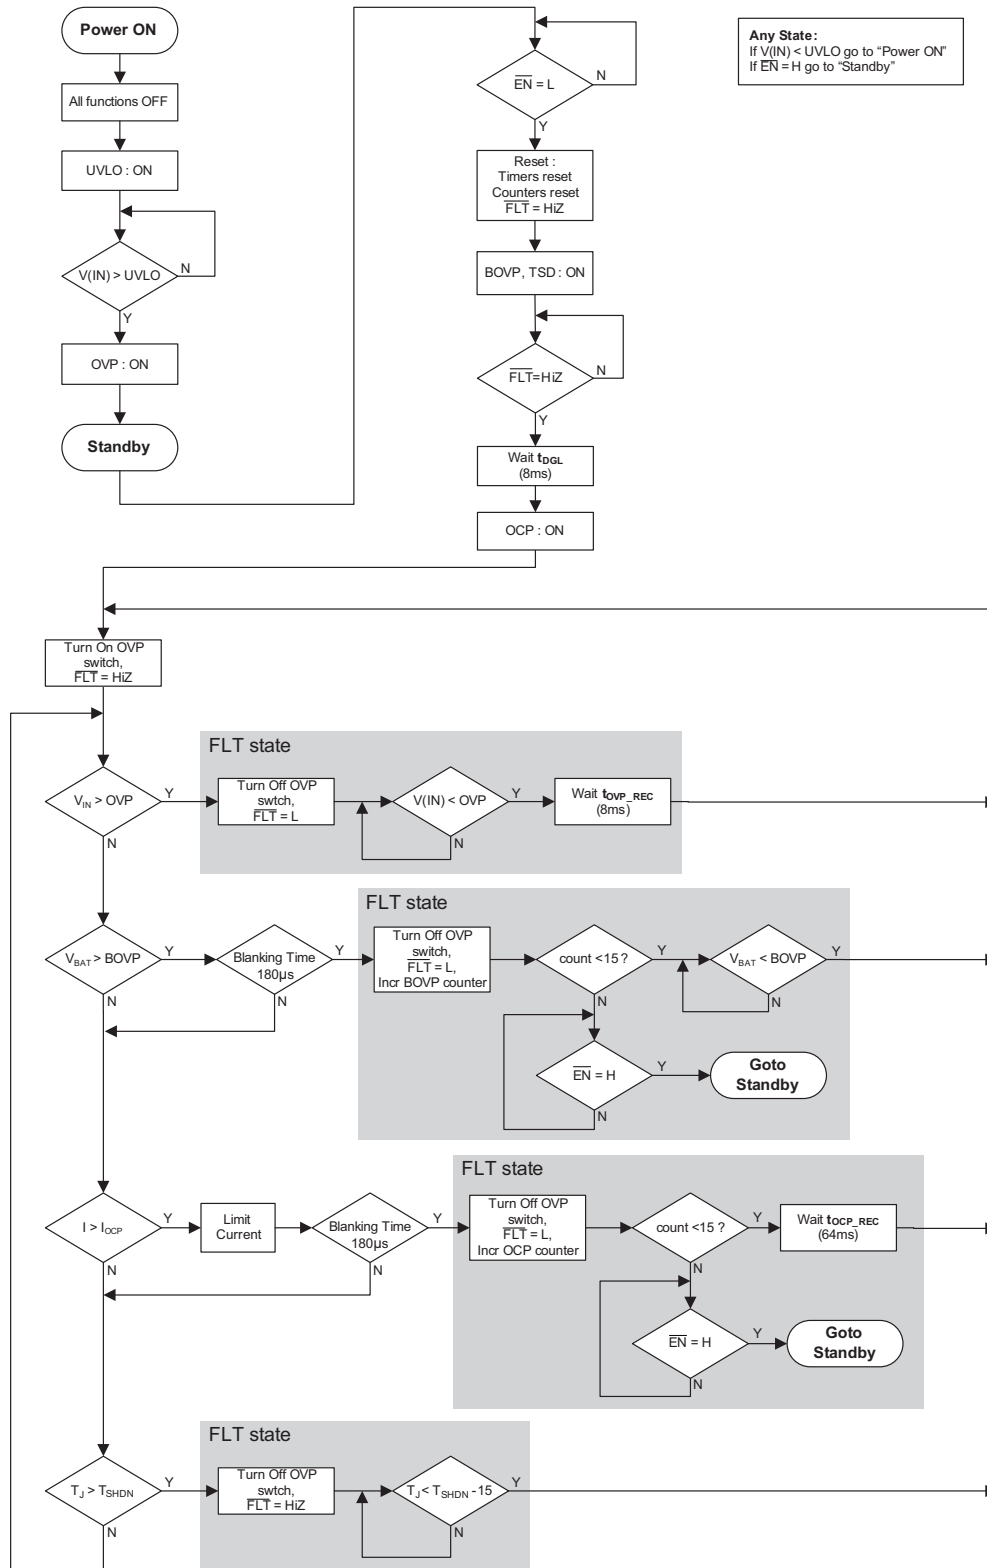 Power ON
All functions OFF
UVLO : ON
V(IN) > UVLO
N
Y
OVP : ON
Standby
EN = L
N
Y
Reset :
Timers reset
Counters reset
FLT = HiZ
BOVP, TSD : ON
FLT=HiZ
N
Y
Wait tDGL
(8ms)
OCP : ON
Any State:
If V(IN) < UVLO go to “Power ON”
If EN = H go to “Standby”
Turn On OVP
switch,
FLT = HiZ
VIN > OVP
Y
N
FLT state
Turn Off OVP
swtch,
FLT = L
V(IN) < OVP
Y
N
Wait tOVP_REC
(8ms)
VBAT > BOVP
Y
N
Blanking Time
180µs
Y
N
FLT state
Turn Off OVP
switch,
FLT = L,
Incr BOVP counter
count <15 ?
Y
N
VBAT < BOVP
Y
N
EN = H
Y
N
Goto
Standby
I > IOCP
Y
N
Limit
Current
Blanking Time
180µs
Y
N
FLT state
Turn Off OVP
switch,
FLT = L,
Incr OCP counter
count <15 ?
Y
N
Wait tOCP_REC
(64ms)
EN = H
Y
N
Goto
Standby
TJ > TSHDN
Y
N
FLT state
Turn Off OVP
swtch,
FLT = HiZ
TJ < TSHDN -15
Y
N